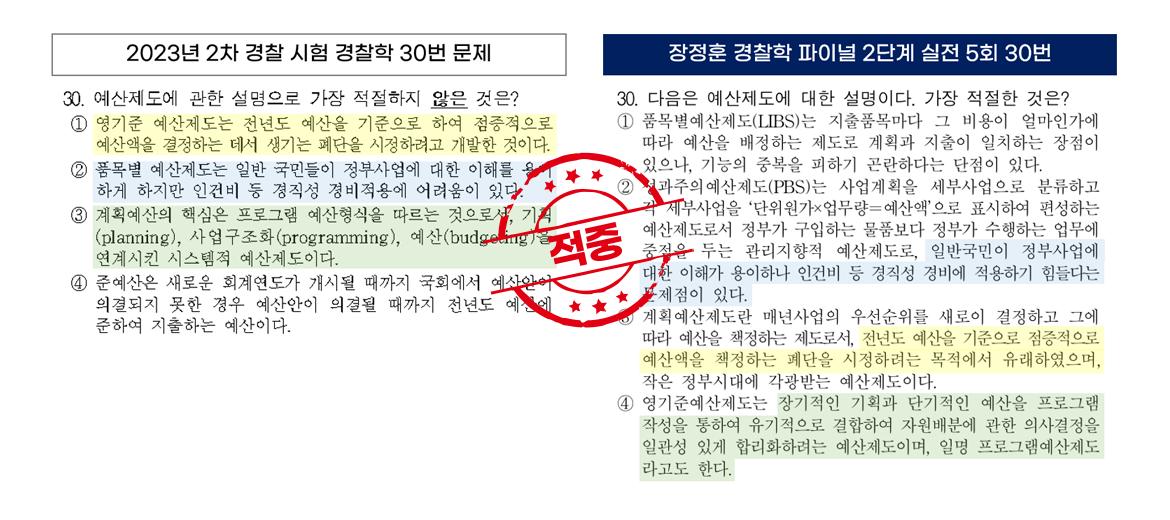 2023년 2차 경찰 시험 경찰학 30번 문제
30. 예산제도에 관한 설명으로 가장 적절하지 않은 것은?
① 영기준 예산제도는 전년도 예산을 기준으로 하여 점증적으로
예산액을 결정하는 데서 생기는 폐단을 시정하려고 개발한 것이다.
② 품목별 예산제도는 일반 국민들이 정부사업에 대한 이해를 용이
하게 하지만 인건비 등 경직성 경비적용에 어려움이 있다.
③ 계획예산의 핵심은 프로그램 예산형식을 따르는 것으로서, 기획
(planning), 사업구조화(programming), 예산(budgeting)을
연계시킨 시스템적 예산제도이다.
④ 준예산은 새로운 회계연도가 개시될 때까지 국회에서 예산안이
의결되지 못한 경우 예산안이 의결될 때까지 전년도 예산에
준하여 지출하는 예산이다.
적중
장정훈 경찰학 파이널 2단계 실전 5회 30번
30. 다음은 예산제도에 대한 설명이다. 가장 적절한 것은?
① 품목별예산제도(LIBS)는 지출품목마다 그 비용이 얼마인가에
따라 예산을 배정하는 제도로 계획과 지출이 일치하는 장점이
있으나, 기능의 중복을 피하기 곤란하다는 단점이 있다.
② 성과주의예산제도(PBS)는 사업계획을 세부사업으로 분류하고
각 세부사업을 ‘단위원가×업무량=예산액’으로 표시하여 편성하는
예산제도로서 정부가 구입하는 물품보다 정부가 수행하는 업무에
중점을 두는 관리지향적 예산제도로, 일반국민이 정부사업에
대한 이해가 용이하나 인건비 등 경직성 경비에 적용하기 힘들다는
문제점이 있다.
③ 계획예산제도란 매년사업의 우선순위를 새로이 결정하고 그에
따라 예산을 책정하는 제도로서, 전년도 예산을 기준으로 점증적으로
예산액을 책정하는 폐단을 시정하려는 목적에서 유래하였으며,
작은 정부시대에 각광받는 예산제도이다.
④ 영기준예산제도는 장기적인 기획과 단기적인 예산을 프로그램
작성을 통하여 유기적으로 결합하여 자원배분에 관한 의사결정을
일관성 있게 합리화하려는 예산제도이며, 일명 프로그램예산제도
라고도 한다.